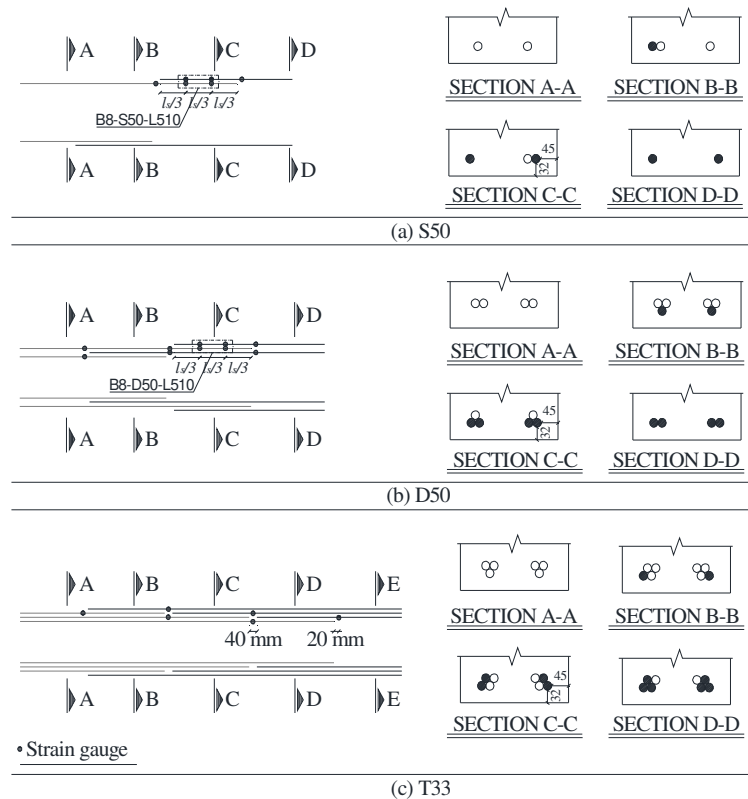 A B C D
lₛ/3 lₛ/3 lₛ/3
B8-S50-L510
A B C D
SECTION A-A SECTION B-B
45
32
SECTION C-C SECTION D-D
(a) S50
A B C D
lₛ/3 lₛ/3 lₛ/3
B8-D50-L510
A B C D
SECTION A-A SECTION B-B
45
32
SECTION C-C SECTION D-D
(b) D50
A B C D E
40 mm 20 mm
A B C D E
SECTION A-A SECTION B-B
45
32
SECTION C-C SECTION D-D
Strain gauge
(c) T33